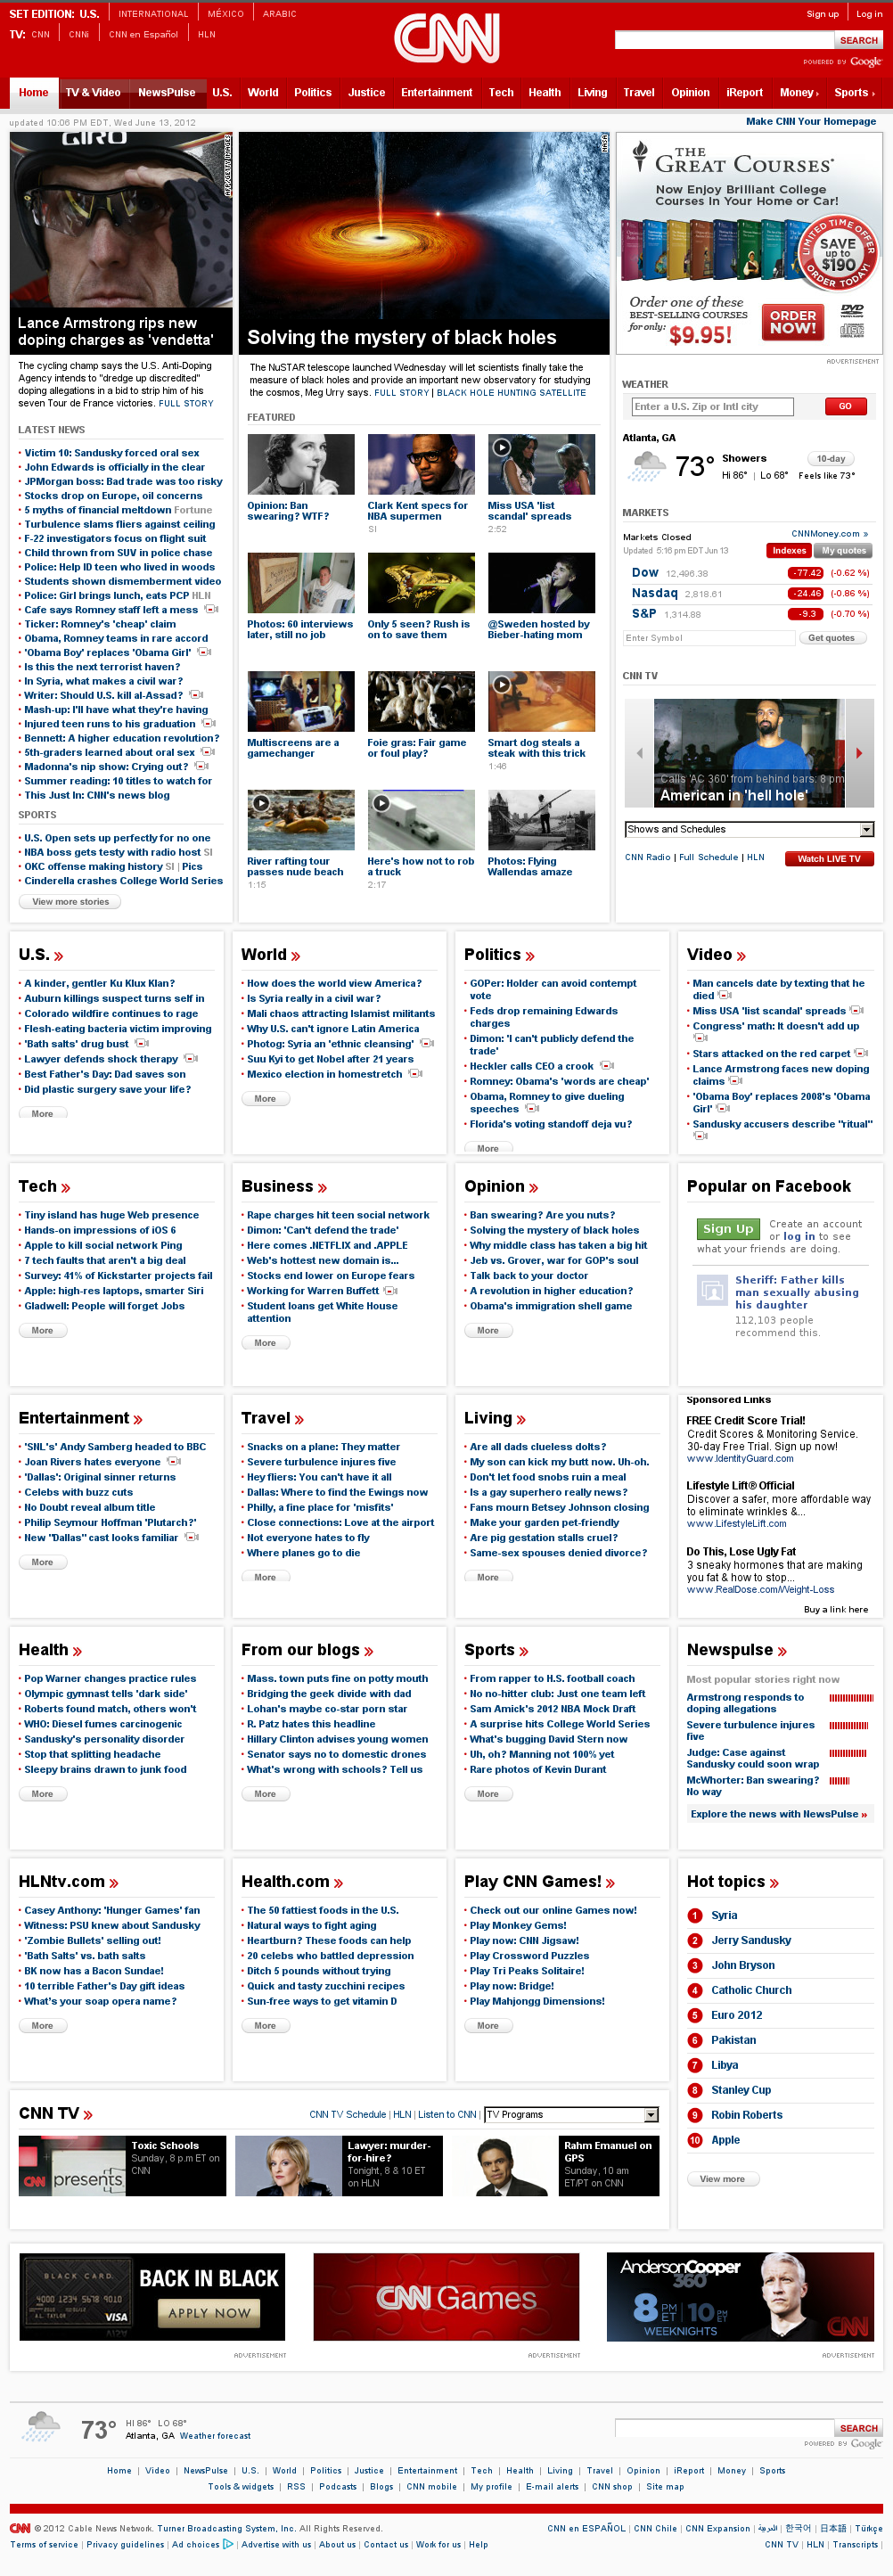 SET EDITION: U.S. INTERNATIONAL MÉXICO ARABIC
TV: CNN CNNi CNN en Español HLN
CNN
Sign up Log in
SEARCH
POWERED BY Google
Home TV & Video NewsPulse U.S. World Politics Justice Entertainment Tech Health Living Travel Opinion iReport Money Sports
updated 10:06 PM EDT, Wed June 13, 2012
Make CNN Your Homepage
GIRO
AFP/GETTY IMAGES
Lance Armstrong rips new
doping charges as 'vendetta'
The cycling champ says the U.S. Anti-Doping
Agency intends to "dredge up discredited"
doping allegations in a bid to strip him of his
seven Tour de France victories. FULL STORY
LATEST NEWS
Victim 10: Sandusky forced oral sex
John Edwards is officially in the clear
JPMorgan boss: Bad trade was too risky
Stocks drop on Europe, oil concerns
5 myths of financial meltdown Fortune
Turbulence slams fliers against ceiling
F-22 investigators focus on flight suit
Child thrown from SUV in police chase
Police: Help ID teen who lived in woods
Students shown dismemberment video
Police: Girl brings lunch, eats PCP HLN
Cafe says Romney staff left a mess
Ticker: Romney's 'cheap' claim
Obama, Romney teams in rare accord
'Obama Boy' replaces 'Obama Girl'
Is this the next terrorist haven?
In Syria, what makes a civil war?
Writer: Should U.S. kill al-Assad?
Mash-up: I'll have what they're having
Injured teen runs to his graduation
Bennett: A higher education revolution?
5th-graders learned about oral sex
Madonna's nip show: Crying out?
Summer reading: 10 titles to watch for
This Just In: CNN's news blog
SPORTS
U.S. Open sets up perfectly for no one
NBA boss gets testy with radio host SI
OKC offense making history SI | Pics
Cinderella crashes College World Series
View more stories
NASA
Solving the mystery of black holes
The NuSTAR telescope launched Wednesday will let scientists finally take the
measure of black holes and provide an important new observatory for studying
the cosmos, Meg Urry says. FULL STORY | BLACK HOLE HUNTING SATELLITE
FEATURED
Opinion: Ban
swearing? WTF?
Clark Kent specs for
NBA supermen
SI
Miss USA 'list
scandal' spreads
2:52
Photos: 60 interviews
later, still no job
Only 5 seen? Rush is
on to save them
@Sweden hosted by
Bieber-hating mom
Multiscreens are a
gamechanger
Foie gras: Fair game
or foul play?
Smart dog steals a
steak with this trick
1:46
River rafting tour
passes nude beach
1:16
Here's how not to rob
a truck
2:17
Photos: Flying
Wallendas amaze
THE
GREAT COURSES®
Now Enjoy Brilliant College
Courses In Your Home or Car!
LIMITED TIME OFFER
SAVE
UP TO
$190
Order one of these
BEST-SELLING COURSES
for only: $9.95!
ORDER
NOW!
DVD
disc
ADVERTISEMENT
WEATHER
Enter a U.S. Zip or Intl city
GO
Atlanta, GA
73°
Showers
Hi 86° | Lo 68°
10-day
Feels like 73°
MARKETS
Markets Closed
Updated 5:16 pm EDT Jun 13
CNNMoney.com »
Indexes My quotes
Dow 12,496.38 -77.42 (-0.62 %)
Nasdaq 2,818.61 -24.46 (-0.86 %)
S&P 1,314.88 -9.3 (-0.70 %)
Enter Symbol
Get quotes
CNN TV
Calls 'AC 360' from behind bars. 8 pm
American in 'hell hole'
Shows and Schedules
CNN Radio | Full Schedule | HLN
Watch LIVE TV
U.S. »
A kinder, gentler Ku Klux Klan?
Auburn killings suspect turns self in
Colorado wildfire continues to rage
Flesh-eating bacteria victim improving
'Bath salts' drug bust
Lawyer defends shock therapy
Best Father's Day: Dad saves son
Did plastic surgery save your life?
More
World »
How does the world view America?
Is Syria really in a civil war?
Mali chaos attracting Islamist militants
Why U.S. can't ignore Latin America
Photog: Syria an 'ethnic cleansing'
Suu Kyi to get Nobel after 21 years
Mexico election in homestretch
More
Politics »
GOPer: Holder can avoid contempt
vote
Feds drop remaining Edwards
charges
Dimon: 'I can't publicly defend the
trade'
Heckler calls CEO a crook
Romney: Obama's 'words are cheap'
Obama, Romney to give dueling
speeches
Florida's voting standoff deja vu?
More
Video »
Man cancels date by texting that he
died
Miss USA 'list scandal' spreads
Congress' math: It doesn't add up
Stars attacked on the red carpet
Lance Armstrong faces new doping
claims
'Obama Boy' replaces 2008's 'Obama
Girl'
Sandusky accusers describe "ritual"
Tech »
Tiny island has huge Web presence
Hands-on impressions of iOS 6
Apple to kill social network Ping
7 tech faults that aren't a big deal
Survey: 41% of Kickstarter projects fail
Apple: high-res laptops, smarter Siri
Gladwell: People will forget Jobs
More
Business »
Rape charges hit teen social network
Dimon: 'Can't defend the trade'
Here comes .NETFLIX and .APPLE
Web's hottest new domain is...
Stocks end lower on Europe fears
Working for Warren Buffett
Student loans get White House
attention
More
Opinion »
Ban swearing? Are you nuts?
Solving the mystery of black holes
Why middle class has taken a big hit
Jeb vs. Grover, war for GOP's soul
Talk back to your doctor
A revolution in higher education?
Obama's immigration shell game
More
Popular on Facebook
Sign Up Create an account
or log in to see
what your friends are doing.
Sheriff: Father kills
man sexually abusing
his daughter
112,103 people
recommend this.
Entertainment »
'SNL's' Andy Samberg headed to BBC
Joan Rivers hates everyone
'Dallas': Original sinner returns
Celebs with buzz cuts
No Doubt reveal album title
Philip Seymour Hoffman 'Plutarch?'
New "Dallas" cast looks familiar
More
Travel »
Snacks on a plane: They matter
Severe turbulence injures five
Hey fliers: You can't have it all
Dallas: Where to find the Ewings now
Philly, a fine place for 'misfits'
Close connections: Love at the airport
Not everyone hates to fly
Where planes go to die
More
Living »
Are all dads clueless dolts?
My son can kick my butt now. Uh-oh.
Don't let food snobs ruin a meal
Is a gay superhero really news?
Fans mourn Betsey Johnson closing
Make your garden pet-friendly
Are pig gestation stalls cruel?
Same-sex spouses denied divorce?
More
Sponsored Links
FREE Credit Score Trial!
Credit Scores & Monitoring Service.
30-day Free Trial. Sign up now!
www.IdentityGuard.com
Lifestyle Lift® Official
Discover a safer, more affordable way
to eliminate wrinkles &...
www.LifestyleLift.com
Do This, Lose Ugly Fat
3 sneaky hormones that are making
you fat & how to stop...
www.RealDose.com/Weight-Loss
Buy a link here
Health »
Pop Warner changes practice rules
Olympic gymnast tells 'dark side'
Roberts found match, others won't
WHO: Diesel fumes carcinogenic
Sandusky's personality disorder
Stop that splitting headache
Sleepy brains drawn to junk food
More
From our blogs »
Mass. town puts fine on potty mouth
Bridging the geek divide with dad
Lohan's maybe co-star porn star
R. Patz hates this headline
Hillary Clinton advises young women
Senator says no to domestic drones
What's wrong with schools? Tell us
More
Sports »
From rapper to H.S. football coach
No no-hitter club: Just one team left
Sam Amick's 2012 NBA Mock Draft
A surprise hits College World Series
What's bugging David Stern now
Uh, oh? Manning not 100% yet
Rare photos of Kevin Durant
More
Newspulse »
Most popular stories right now
Armstrong responds to
doping allegations
Severe turbulence injures
five
Judge: Case against
Sandusky could soon wrap
McWhorter: Ban swearing?
No way
Explore the news with NewsPulse »
HLNtv.com »
Casey Anthony: 'Hunger Games' fan
Witness: PSU knew about Sandusky
'Zombie Bullets' selling out!
'Bath Salts' vs. bath salts
BK now has a Bacon Sundae!
10 terrible Father's Day gift ideas
What's your soap opera name?
More
Health.com »
The 50 fattiest foods in the U.S.
Natural ways to fight aging
Heartburn? These foods can help
20 celebs who battled depression
Ditch 5 pounds without trying
Quick and tasty zucchini recipes
Sun-free ways to get vitamin D
More
Play CNN Games! »
Check out our online Games now!
Play Monkey Gems!
Play now: CNN Jigsaw!
Play Crossword Puzzles
Play Tri Peaks Solitaire!
Play now: Bridge!
Play Mahjongg Dimensions!
More
Hot topics »
1 Syria
2 Jerry Sandusky
3 John Bryson
4 Catholic Church
5 Euro 2012
6 Pakistan
7 Libya
8 Stanley Cup
9 Robin Roberts
10 Apple
View more
CNN TV »
CNN TV Schedule | HLN | Listen to CNN | TV Programs
CNN presents
Toxic Schools
Sunday, 8 p.m ET on
CNN
Lawyer: murder-
for-hire?
Tonight, 8 & 10 ET
on HLN
Rahm Emanuel on
GPS
Sunday, 10 am
ET/PT on CNN
BLACK CARD.
4000 1234 5678 9010
A.L. TAYLOR
VISA
BACK IN BLACK
APPLY NOW
ADVERTISEMENT
CNN Games
ADVERTISEMENT
AndersonCooper
360°
8 PM ET | 10 PM ET
WEEKNIGHTS
CNN
ADVERTISEMENT
73° HI 86° LO 68°
Atlanta, GA Weather forecast
SEARCH
POWERED BY Google
Home | Video | NewsPulse | U.S. | World | Politics | Justice | Entertainment | Tech | Health | Living | Travel | Opinion | iReport | Money | Sports
Tools & widgets | RSS | Podcasts | Blogs | CNN mobile | My profile | E-mail alerts | CNN shop | Site map
CNN © 2012 Cable News Network. Turner Broadcasting System, Inc. All Rights Reserved.
CNN en ESPAÑOL | CNN Chile | CNN Expansion | العربية | 한국어 | 日本語 | Türkçe
Terms of service | Privacy guidelines | Ad choices | Advertise with us | About us | Contact us | Work for us | Help
CNN TV | HLN | Transcripts